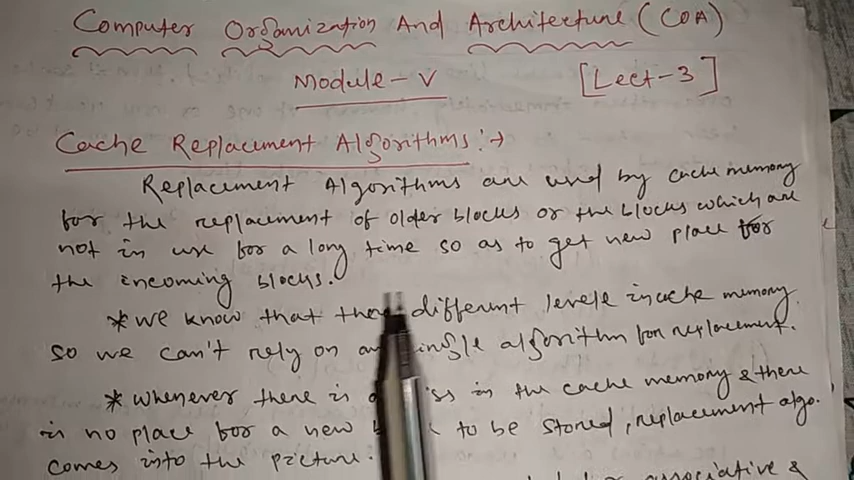 Computer Organization And Architecture (COA)
Module - V [Lect-3]
Cache Replacement Algorithms:→
Replacement Algorithms are used by cache memory
for the replacement of older blocks or the blocks which are
not in use for a long time so as to get new place for
the incoming blocks.
* We know that different levels in cache memory
so we can't rely on algorithm for replacement.
* Whenever there is in the cache memory & there
is no place for a new to be stored, replacement algo.
comes into the picture.
associative &